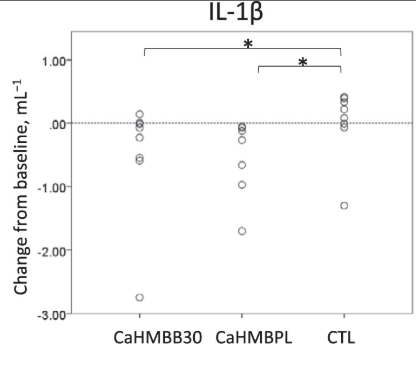 IL-1β
*
*
Change from baseline, mL⁻¹
1.00
.00
-1.00
-2.00
-3.00
CaHMBB30 CaHMBPL CTL